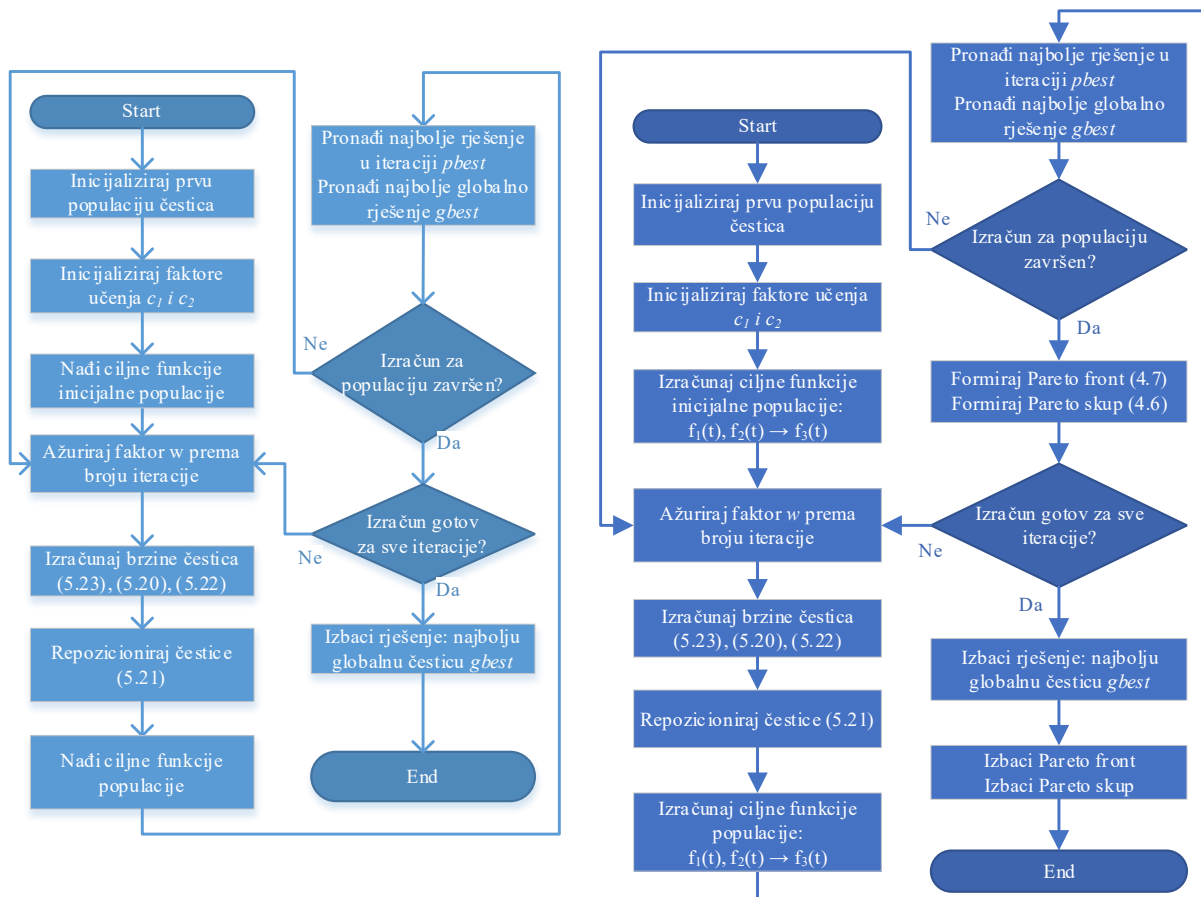 Start
Inicijaliziraj prvu
populaciju čestica
Inicijaliziraj faktore
učenja c₁ i c₂
Nađi ciljne funkcije
inicijalne populacije
Ažuriraj faktor w prema
broju iteracije
Izračunaj brzine čestica
(5.23), (5.20), (5.22)
Repozicioniraj čestice
(5.21)
Nađi ciljne funkcije
populacije
Pronađi najbolje rješenje
u iteraciji pbest
Pronađi najbolje globalno
rješenje gbest
Ne
Izračun za
populaciju završen?
Da
Izračun gotov
za sve iteracije?
Ne
Da
Izbaci rješenje: najbolju
globalnu česticu gbest
End
Start
Inicijaliziraj prvu populaciju
čestica
Inicijaliziraj faktore učenja
c₁ i c₂
Izračunaj ciljne funkcije
inicijalne populacije:
f₁(t), f₂(t) → f₃(t)
Ažuriraj faktor w prema
broju iteracije
Izračunaj brzine čestica
(5.23), (5.20), (5.22)
Repozicioniraj čestice (5.21)
Izračunaj ciljne funkcije
populacije:
f₁(t), f₂(t) → f₃(t)
Pronađi najbolje rješenje u
iteraciji pbest
Pronađi najbolje globalno
rješenje gbest
Ne
Izračun za populaciju
završen?
Da
Formiraj Pareto front (4.7)
Formiraj Pareto skup (4.6)
Izračun gotov za sve
iteracije?
Ne
Da
Izbaci rješenje: najbolju
globalnu česticu gbest
Izbaci Pareto front
Izbaci Pareto skup
End